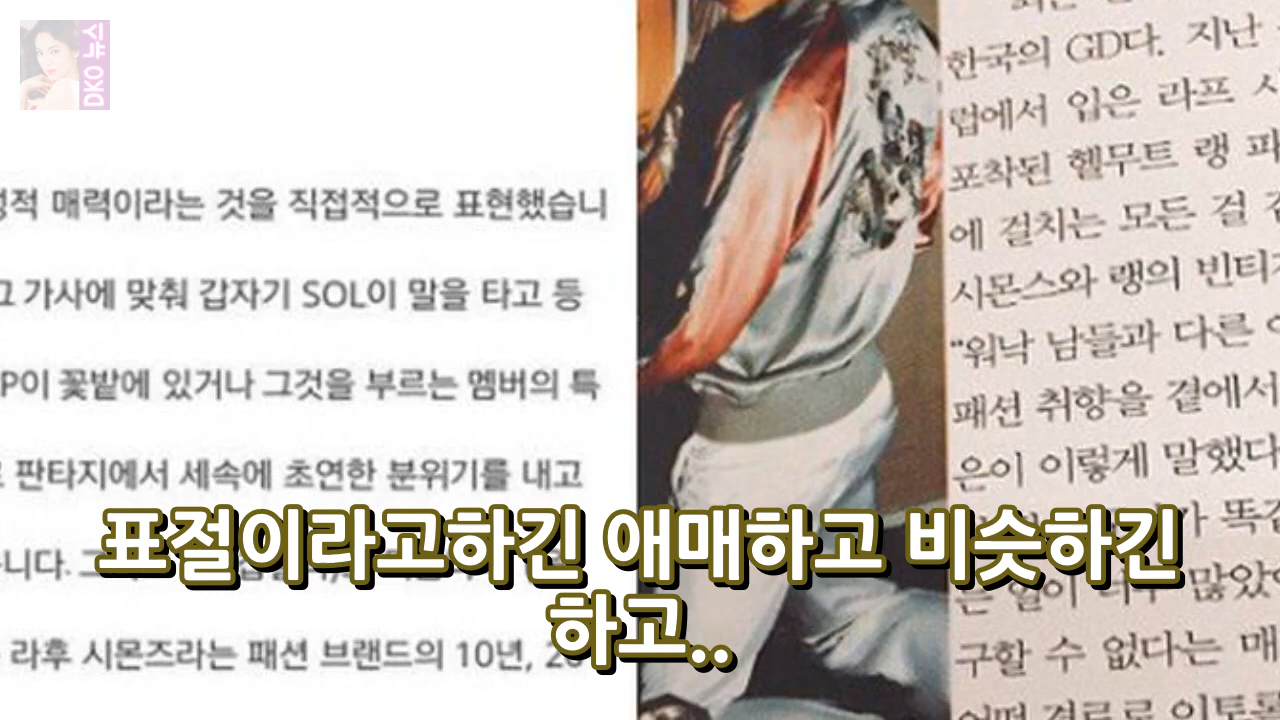 DKO 뉴스
매력이라는 것을 직접적으로 표현했습니
그 가사에 맞춰 갑자기 SOL이 말을 타고 등
P이 꽃밭에 있거나 그것을 부르는 멤버의 특
판타지에서 세속에 초연한 분위기를 내고
니다.
라후 시몬즈라는 패션 브랜드의 10년,
한국의 GD다. 지난
럽에서 입은 라프
포착된 헬무트 랭
에 걸치는 모든 걸
시몬스와 랭의
"워낙 남들과 다른
패션 취향을 곁에서
은이 이렇게 말했다
많았
구할 수 없다는
표절이라고하긴 애매하고 비슷하긴
하고..